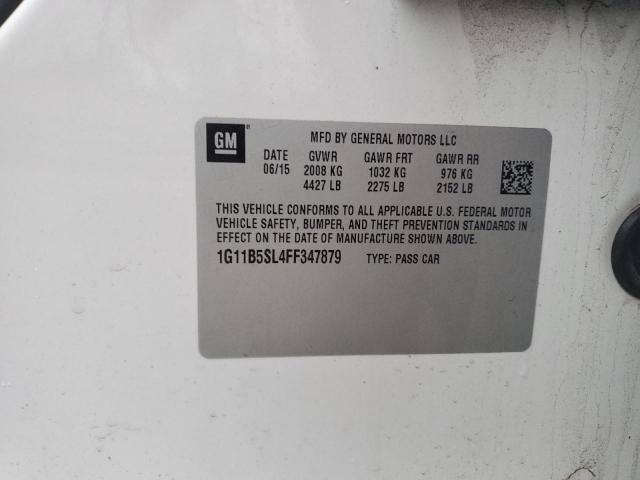 GM ® MFD BY GENERAL MOTORS LLC
DATE GVWR GAWR FRT GAWR RR
06/15 2008 KG 1032 KG 976 KG
4427 LB 2275 LB 2152 LB
THIS VEHICLE CONFORMS TO ALL APPLICABLE U.S. FEDERAL MOTOR
VEHICLE SAFETY, BUMPER, AND THEFT PREVENTION STANDARDS IN
EFFECT ON THE DATE OF MANUFACTURE SHOWN ABOVE.
1G11B5SL4FF347879 TYPE: PASS CAR